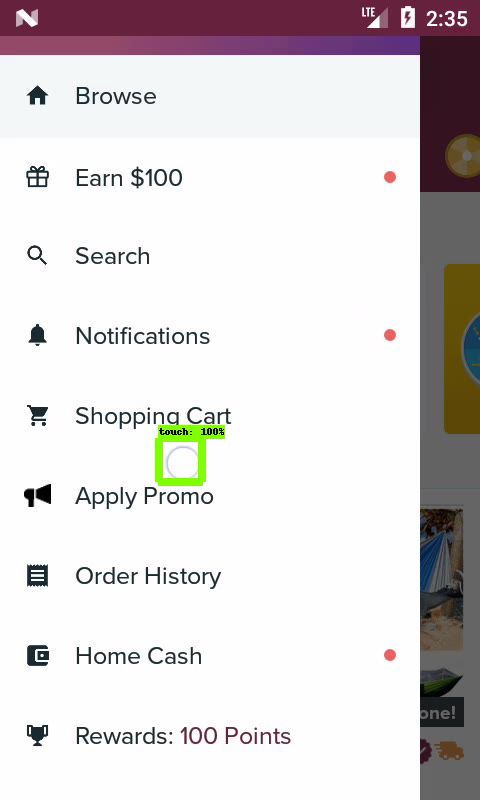 LTE
2:35
Browse
Earn $100
Search
Notifications
Shopping Cart
touch: 100%
Apply Promo
Order History
Home Cash
one!
Rewards: 100 Points